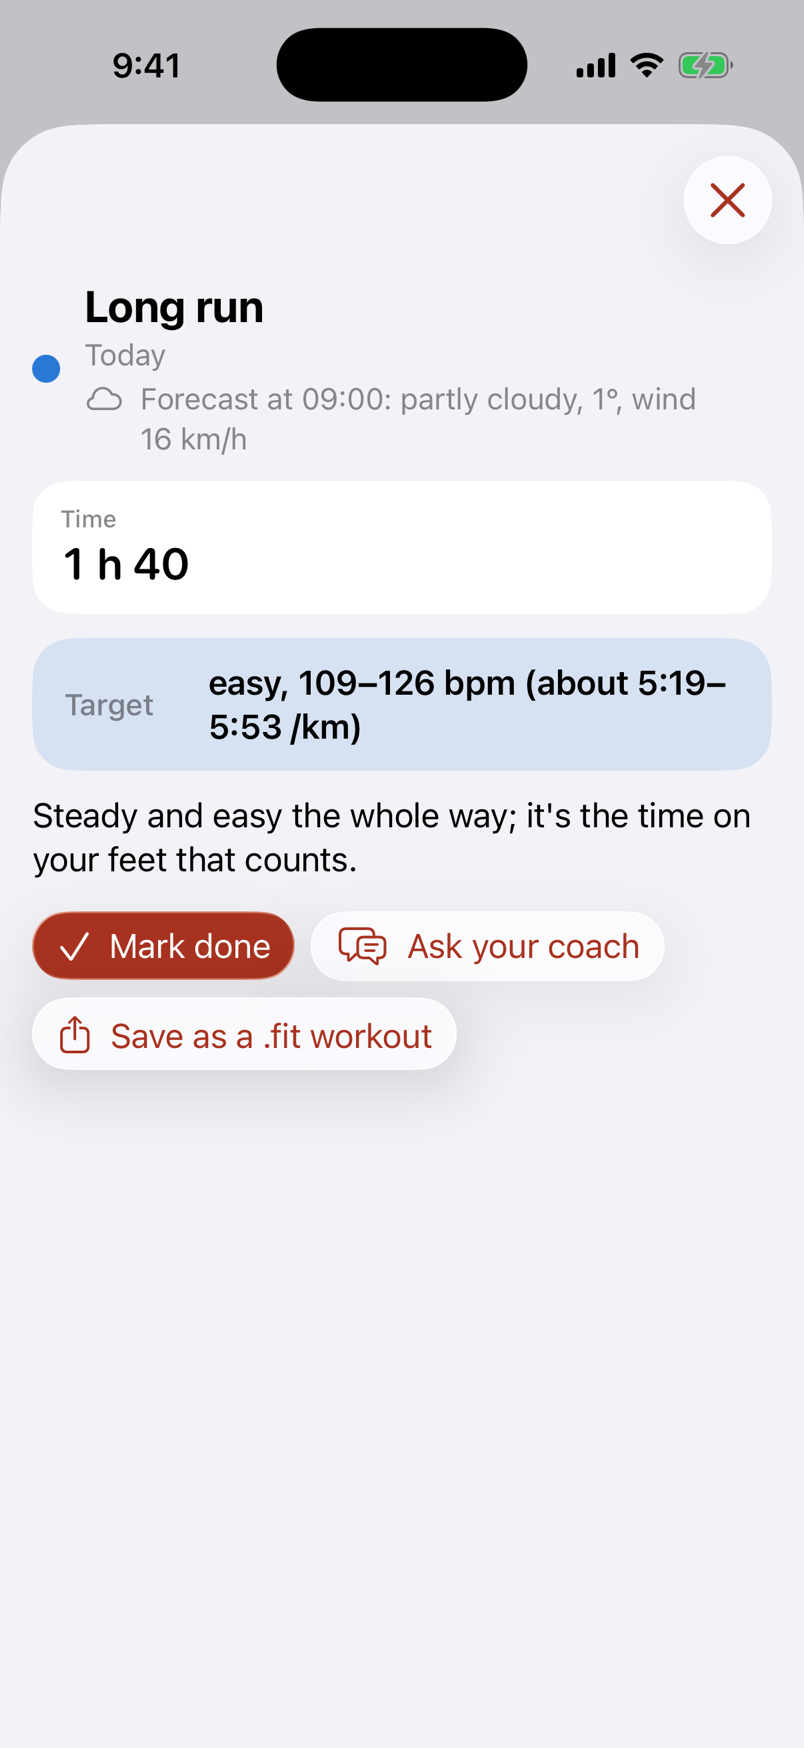 9:41
Long run
Today
Forecast at 09:00: partly cloudy, 1°, wind
16 km/h
Time
1 h 40
Target
easy, 109–126 bpm (about 5:19–
5:53 /km)
Steady and easy the whole way; it's the time on
your feet that counts.
Mark done
Ask your coach
Save as a .fit workout